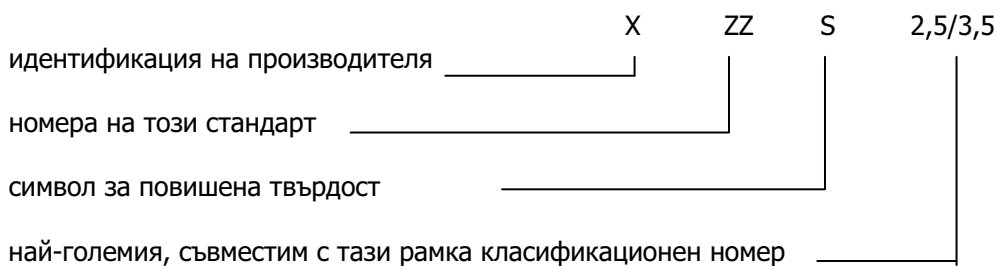 X ZZ S 2,5/3,5
идентификация на производителя
номера на този стандарт
символ за повишена твърдост
най-големия, съвместим с тази рамка класификационен номер